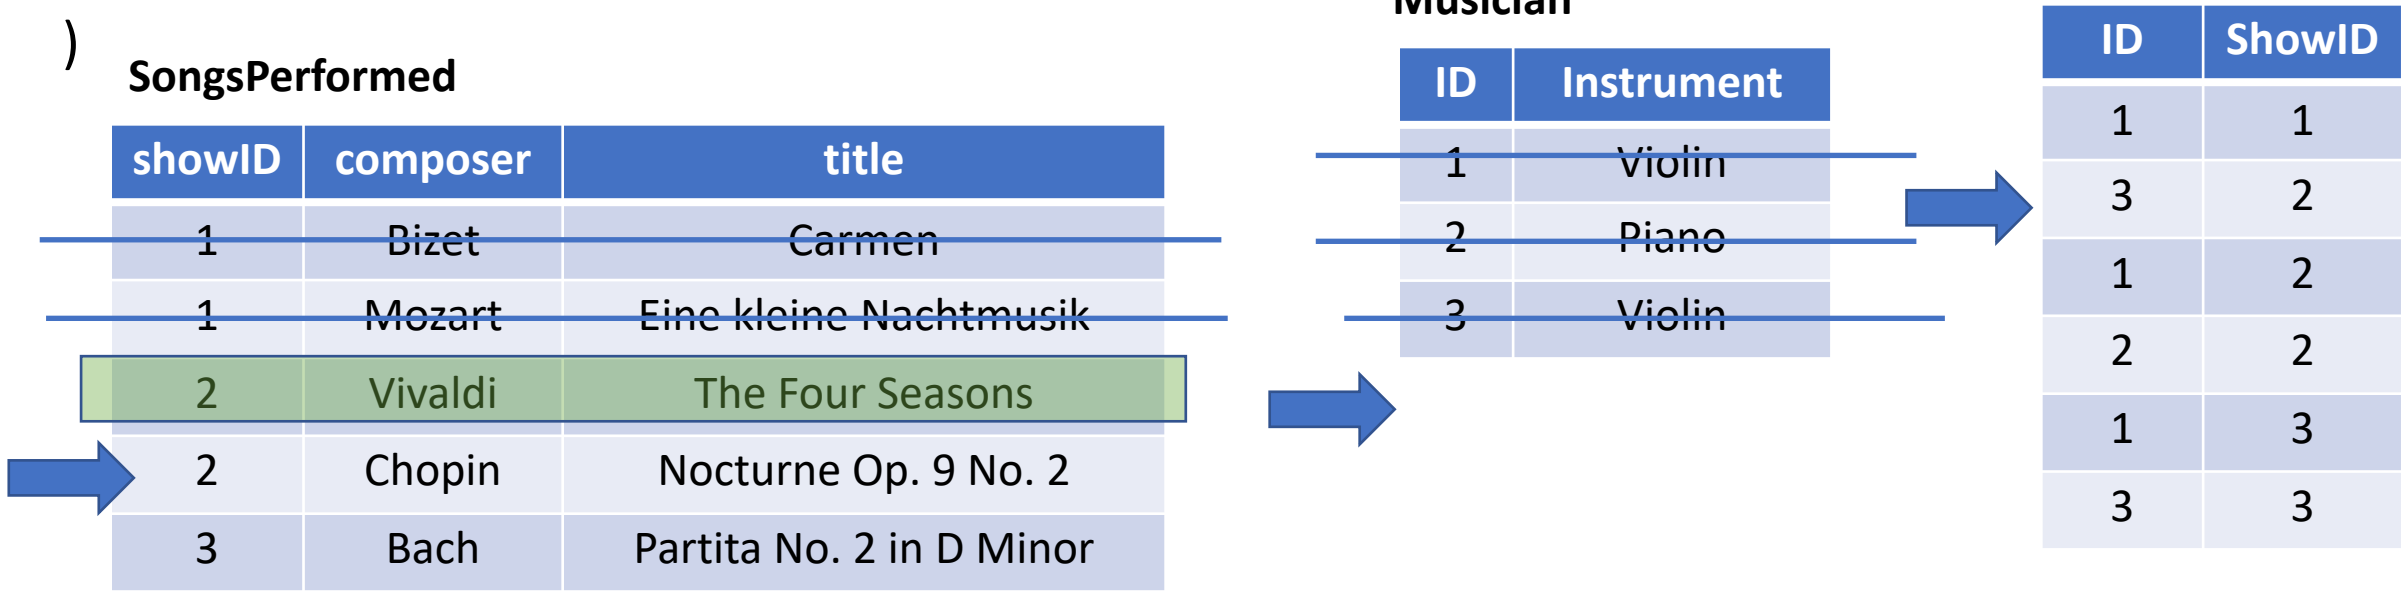 )
SongsPerformed
showID composer title
1 Bizet Carmen
1 Mozart Eine kleine Nachtmusik
2 Vivaldi The Four Seasons
2 Chopin Nocturne Op. 9 No. 2
3 Bach Partita No. 2 in D Minor
Musician
ID Instrument
1 Violin
2 Piano
3 Violin
ID ShowID
1 1
3 2
1 2
2 2
1 3
3 3